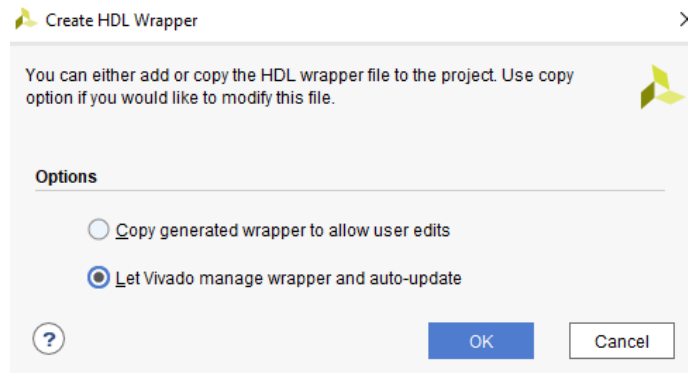 Create HDL Wrapper
You can either add or copy the HDL wrapper file to the project. Use copy
option if you would like to modify this file.
Options
Copy generated wrapper to allow user edits
Let Vivado manage wrapper and auto-update
?
OK
Cancel